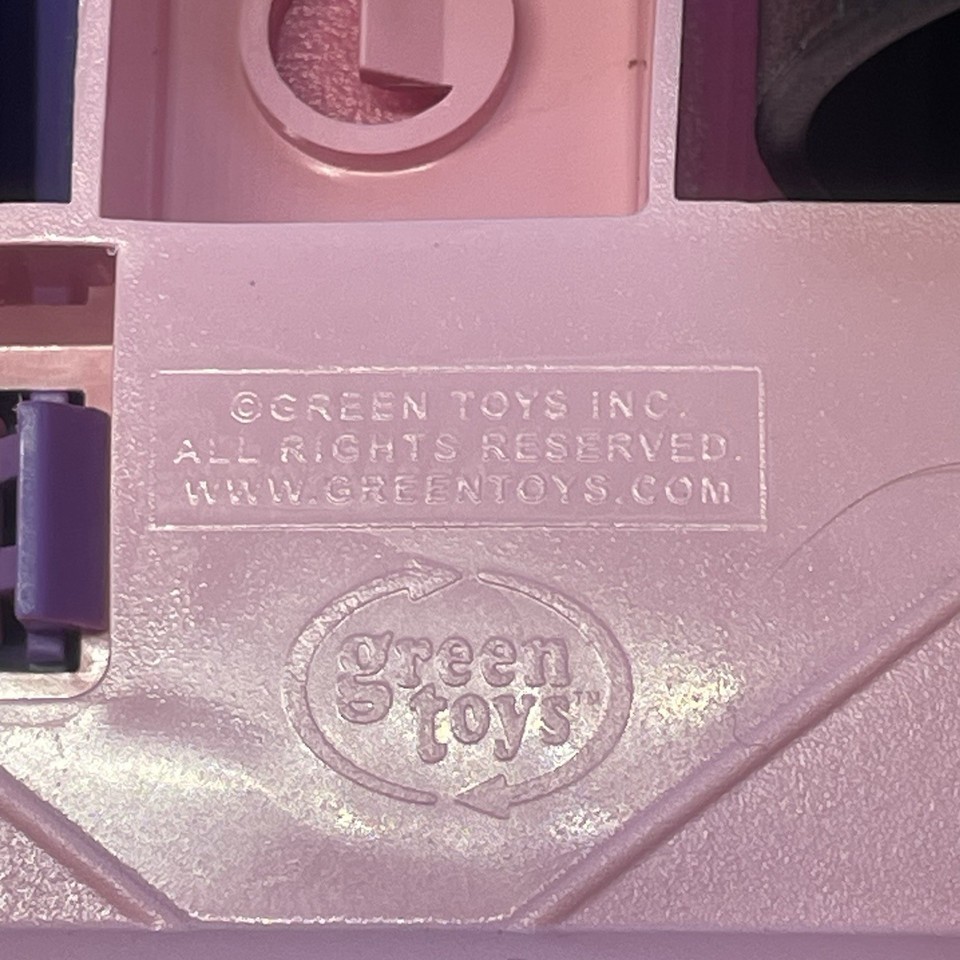 ©GREEN TOYS INC.
ALL RIGHTS RESERVED.
WWW.GREENTOYS.COM
green
toys™